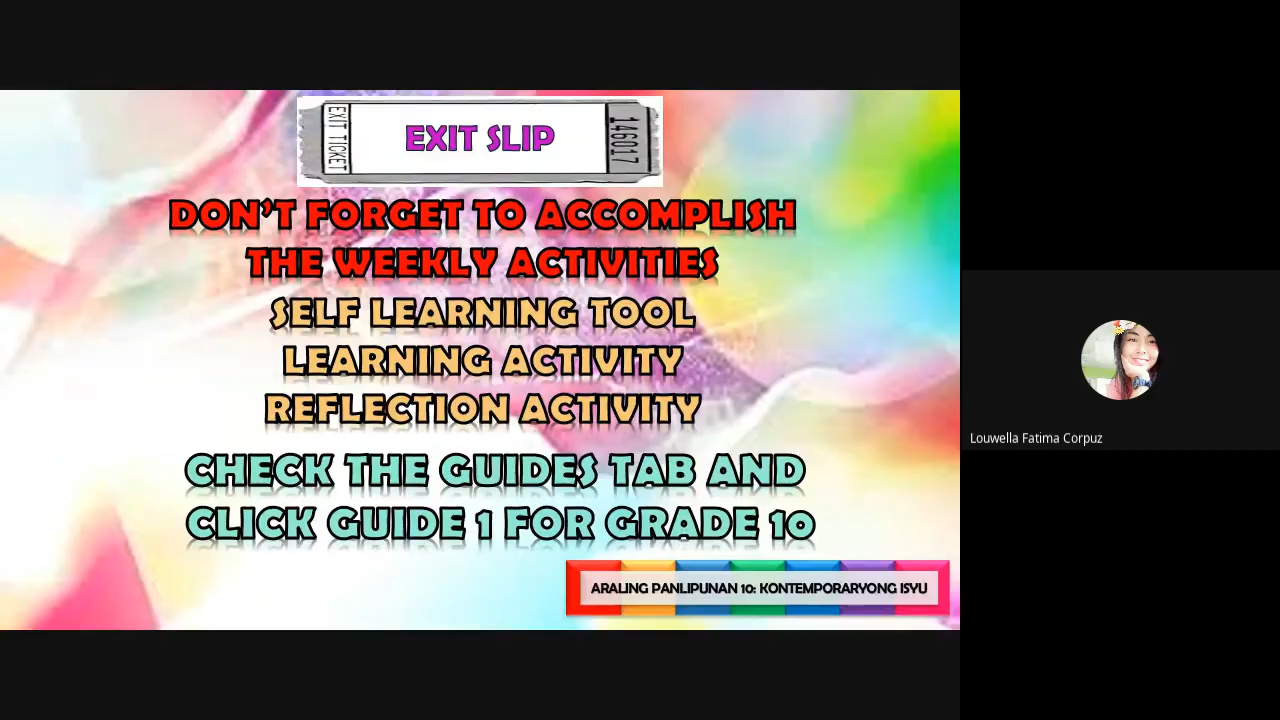 EXIT TICKET
EXIT SLIP
146017
DON'T FORGET TO ACCOMPLISH
THE WEEKLY ACTIVITIES
SELF LEARNING TOOL
LEARNING ACTIVITY
REFLECTION ACTIVITY
CHECK THE GUIDES TAB AND
CLICK GUIDE 1 FOR GRADE 10
ARALING PANLIPUNAN 10: KONTEMPORARYONG ISYU
Louwella Fatima Corpuz